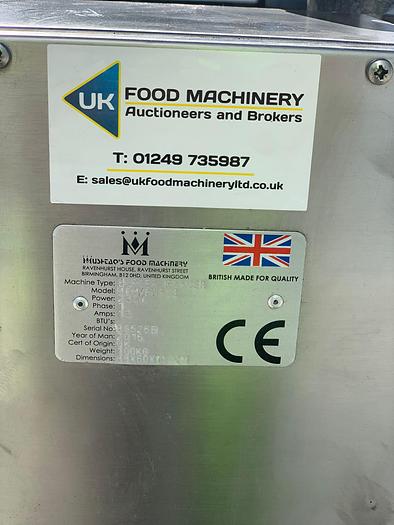 UK FOOD MACHINERY
Auctioneers and Brokers
T: 01249 735987
E: sales@ukfoodmachineryltd.co.uk
MUSHTAQ'S FOOD MACHINERY
RAVENHURST HOUSE, RAVENHURST STREET
BIRMINGHAM, B12 0HD, UNITED KINGDOM
BRITISH MADE FOR QUALITY
Machine Type:
Model:
Power:
Phase:
Amps:
BTU's:
Serial No:
Year of Man:
Cert of Origin:
Weight:
Dimensions:
CE